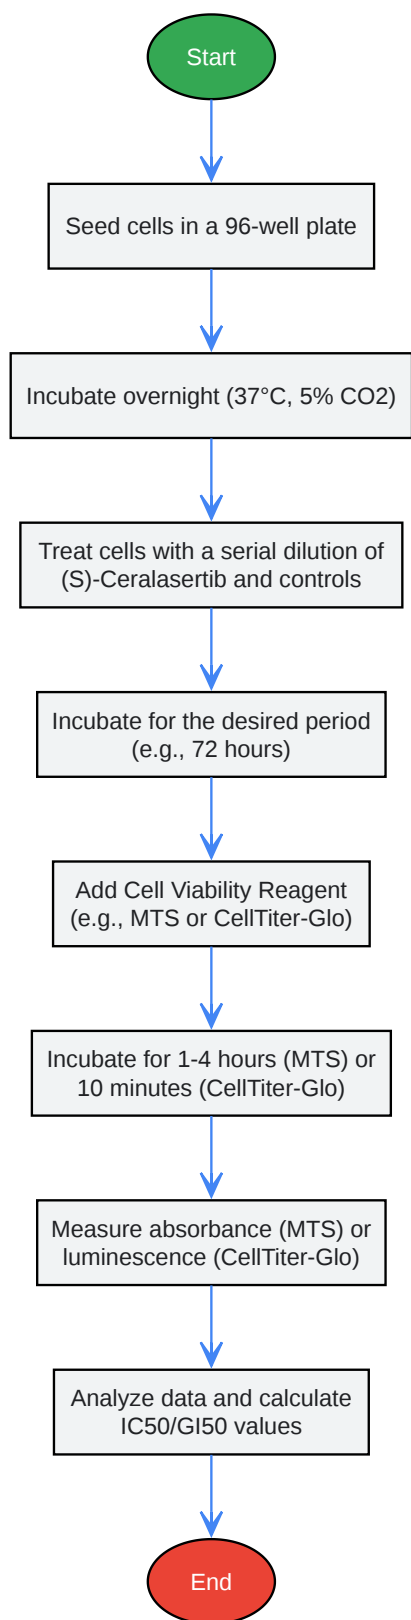 Start
Seed cells in a 96-well plate
Incubate overnight (37°C, 5% CO2)
Treat cells with a serial dilution of
(S)-Ceralasertib and controls
Incubate for the desired period
(e.g., 72 hours)
Add Cell Viability Reagent
(e.g., MTS or CellTiter-Glo)
Incubate for 1-4 hours (MTS) or
10 minutes (CellTiter-Glo)
Measure absorbance (MTS) or
luminescence (CellTiter-Glo)
Analyze data and calculate
IC50/GI50 values
End